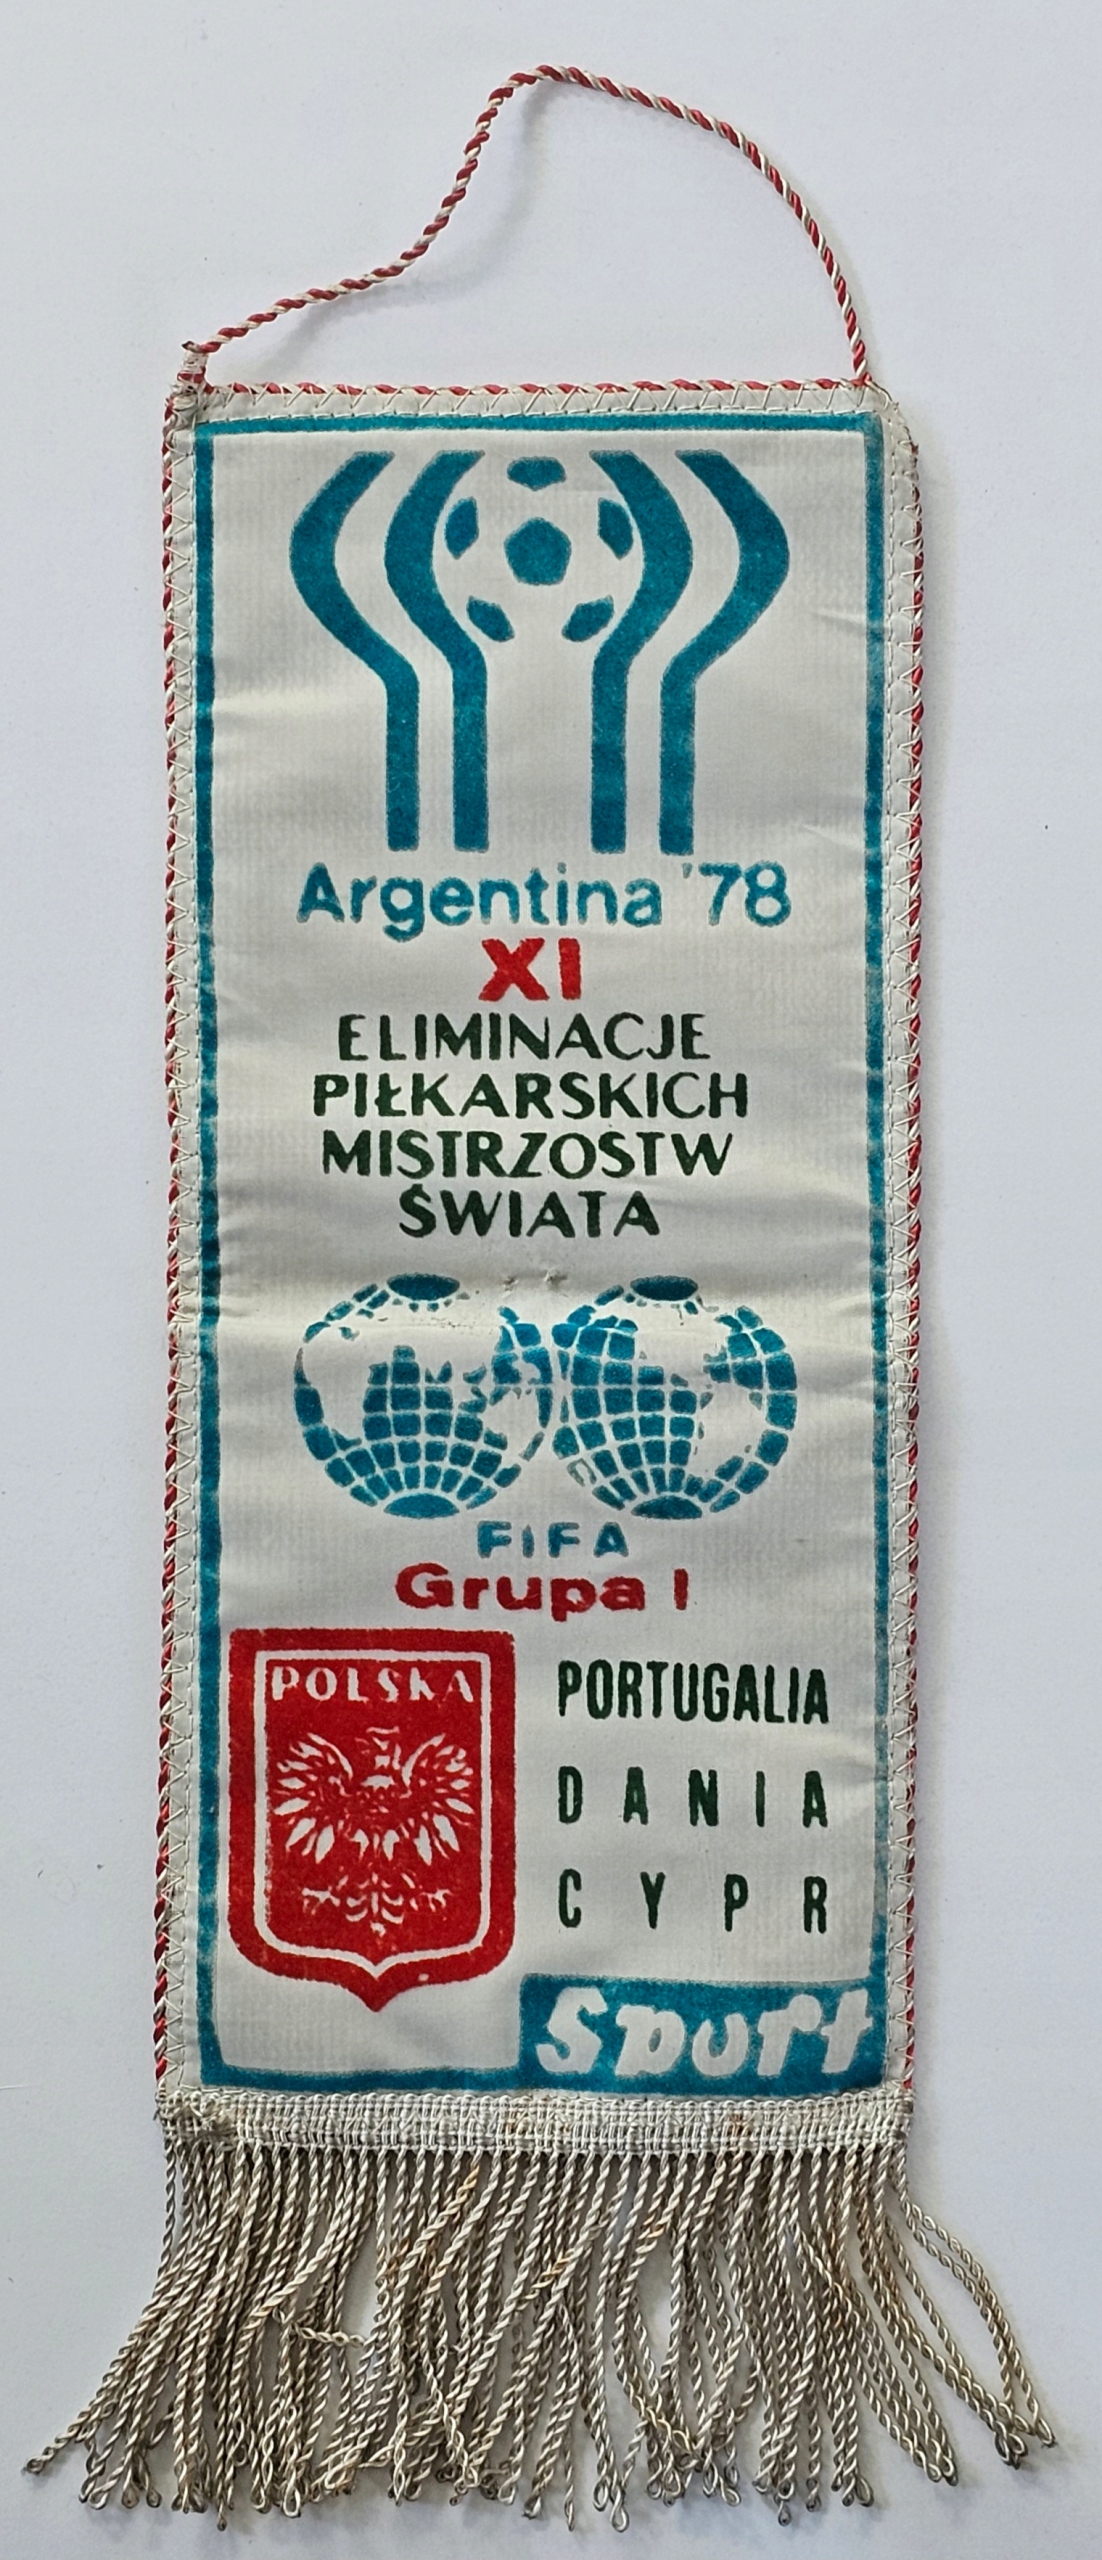 Argentina '78
XI
ELIMINACJE
PIŁKARSKICH
MISTRZOSTW
ŚWIATA
FIFA
Grupa I
POLSKA
PORTUGALIA
DANIA
CYPR
Sport